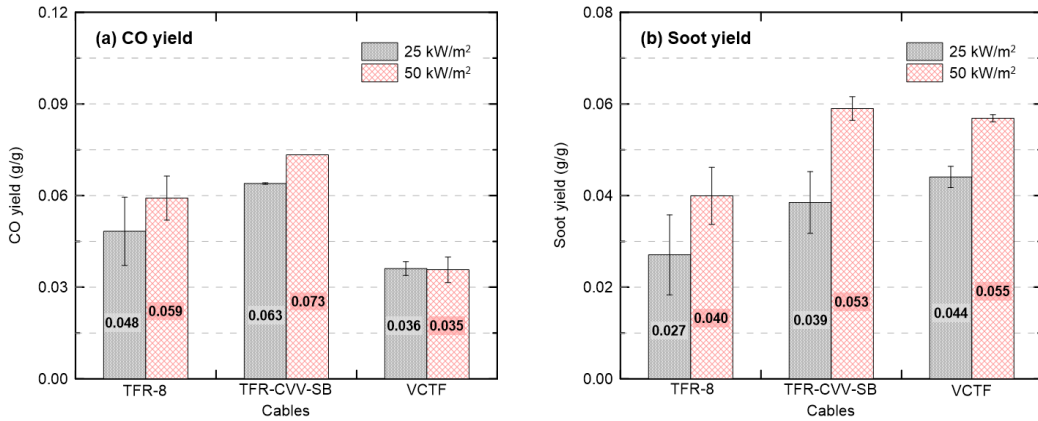 (a) CO yield
25 kW/m²
50 kW/m²
CO yield (g/g)
0.12
0.09
0.06
0.03
0.00
0.048
0.059
0.063
0.073
0.036
0.035
TFR-8
TFR-CVV-SB
VCTF
Cables
(b) Soot yield
25 kW/m²
50 kW/m²
Soot yield (g/g)
0.08
0.06
0.04
0.02
0.00
0.027
0.040
0.039
0.053
0.044
0.055
TFR-8
TFR-CVV-SB
VCTF
Cables